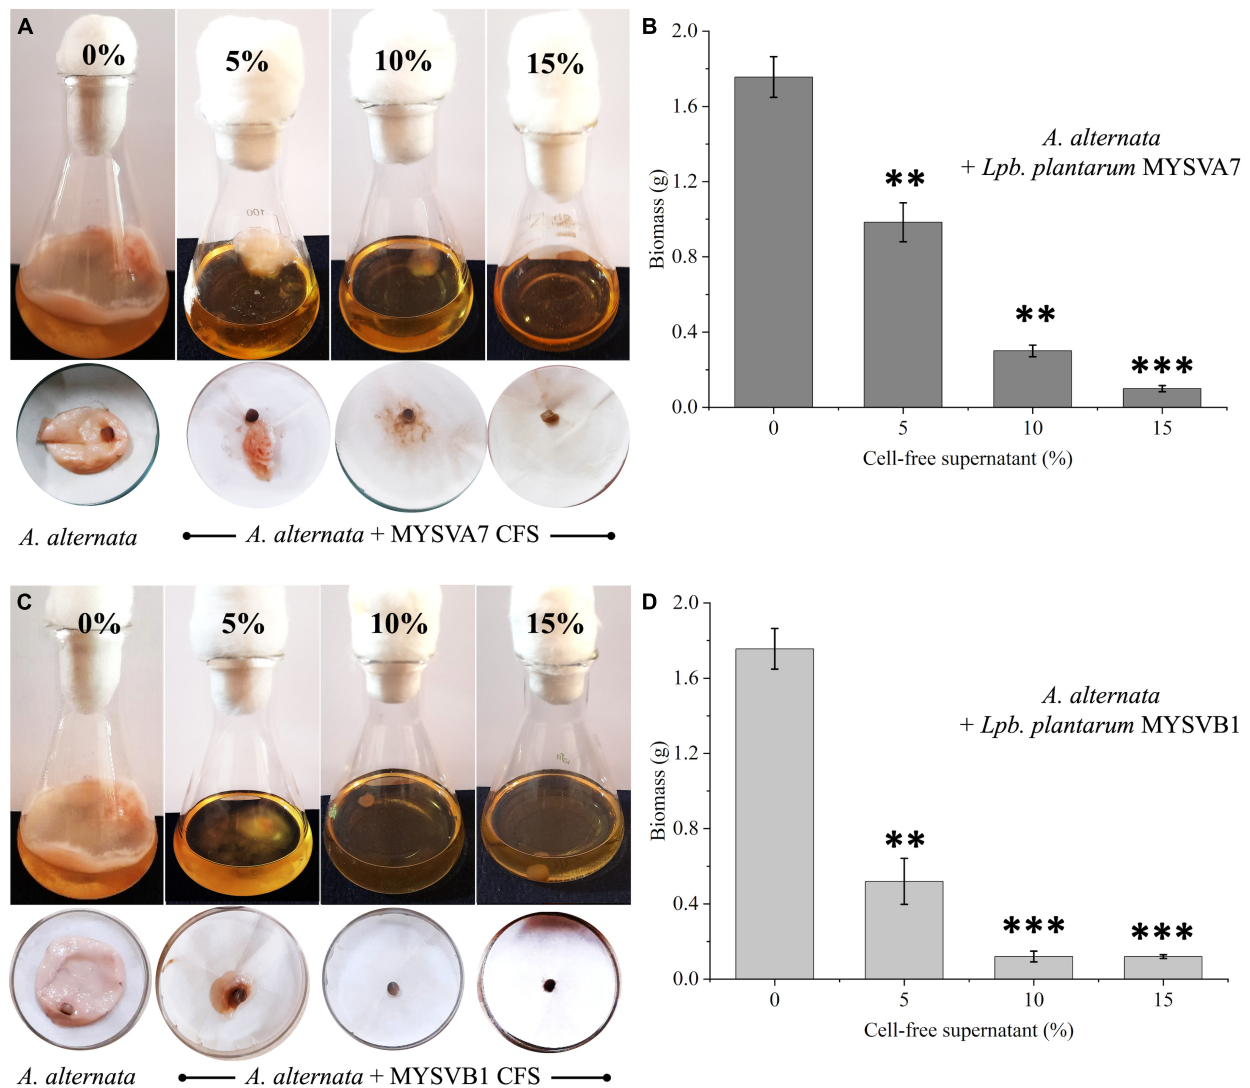 A
0%
5%
10%
15%
100
A. alternata
A. alternata + MYSVA7 CFS
B
2.0
1.6
1.2
0.8
0.4
0.0
Biomass (g)
A. alternata
+ Lpb. plantarum MYSVA7
**
**
***
0
5
10
15
Cell-free supernatant (%)
C
0%
5%
10%
15%
A. alternata
A. alternata + MYSVB1 CFS
D
2.0
1.6
1.2
0.8
0.4
0.0
Biomass (g)
A. alternata
+ Lpb. plantarum MYSVB1
**
***
***
0
5
10
15
Cell-free supernatant (%)